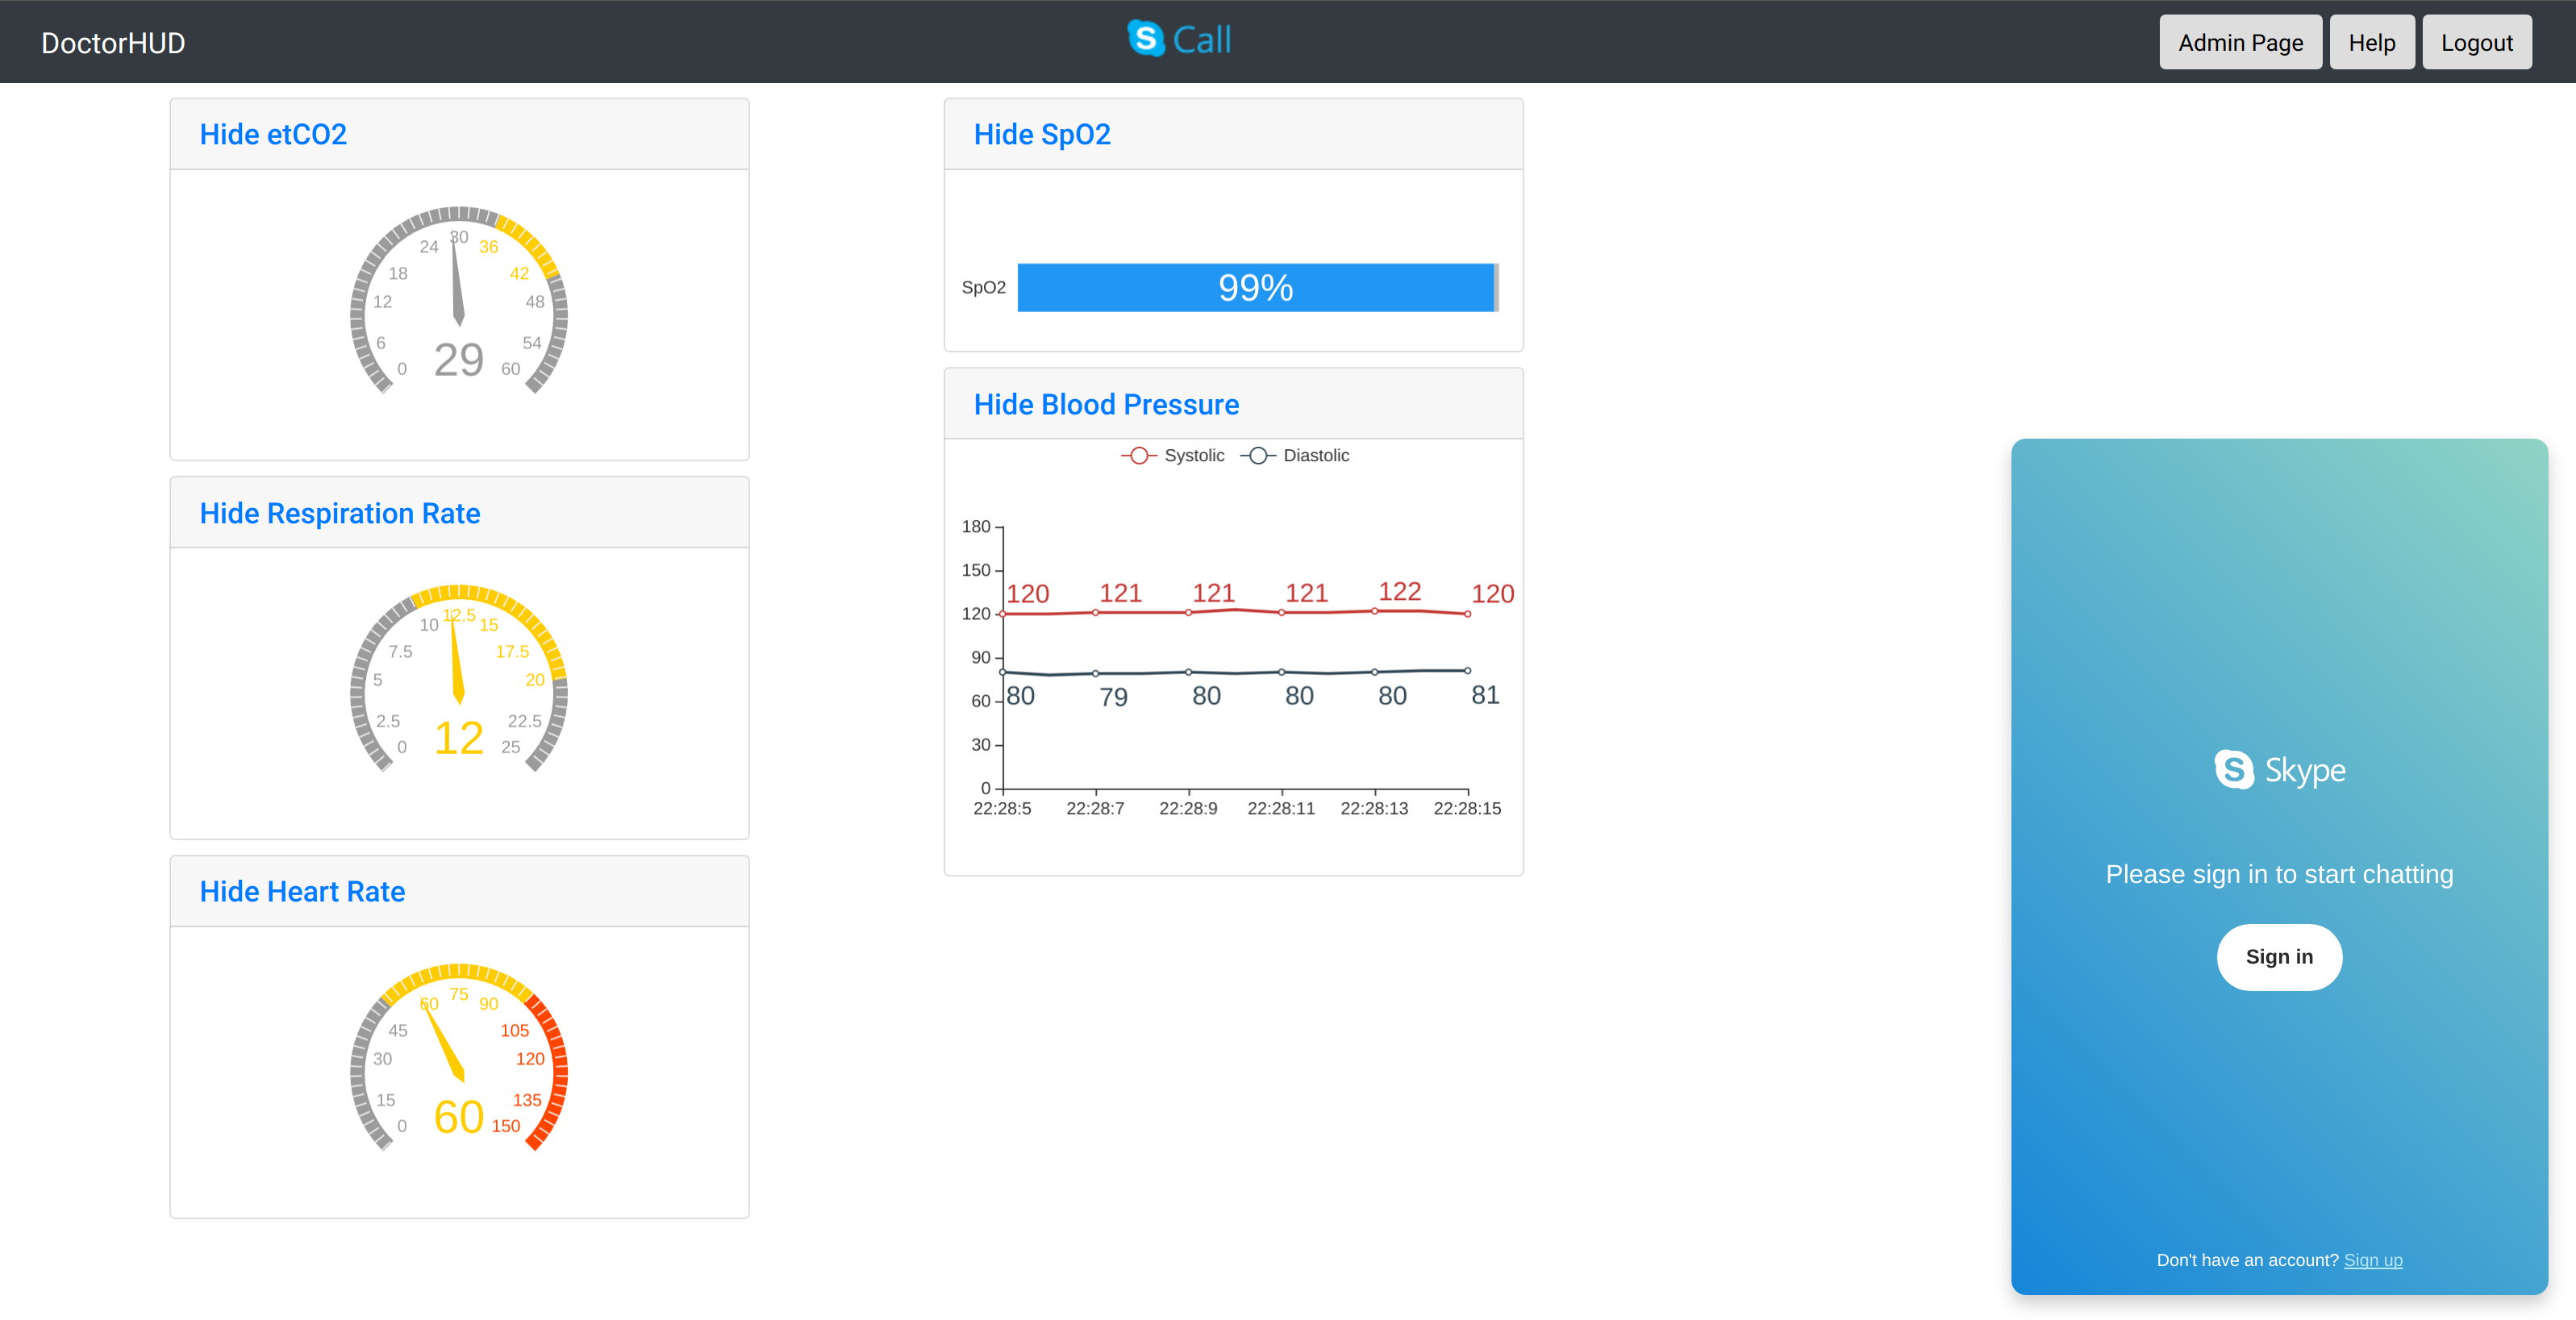 DoctorHUD
S Call
Admin Page Help Logout
Hide etCO2
0 6 12 18 24 30 36 42 48 54 60
29
Hide Respiration Rate
0 2.5 5 7.5 10 12.5 15 17.5 20 22.5 25
12
Hide Heart Rate
0 15 30 45 60 75 90 105 120 135 150
60
Hide SpO2
SpO2 99%
Hide Blood Pressure
Systolic Diastolic
180
150
120
90
60
30
0
120 121 121 121 122 120
80 79 80 80 80 81
22:28:5 22:28:7 22:28:9 22:28:11 22:28:13 22:28:15
S Skype
Please sign in to start chatting
Sign in
Don't have an account? Sign up